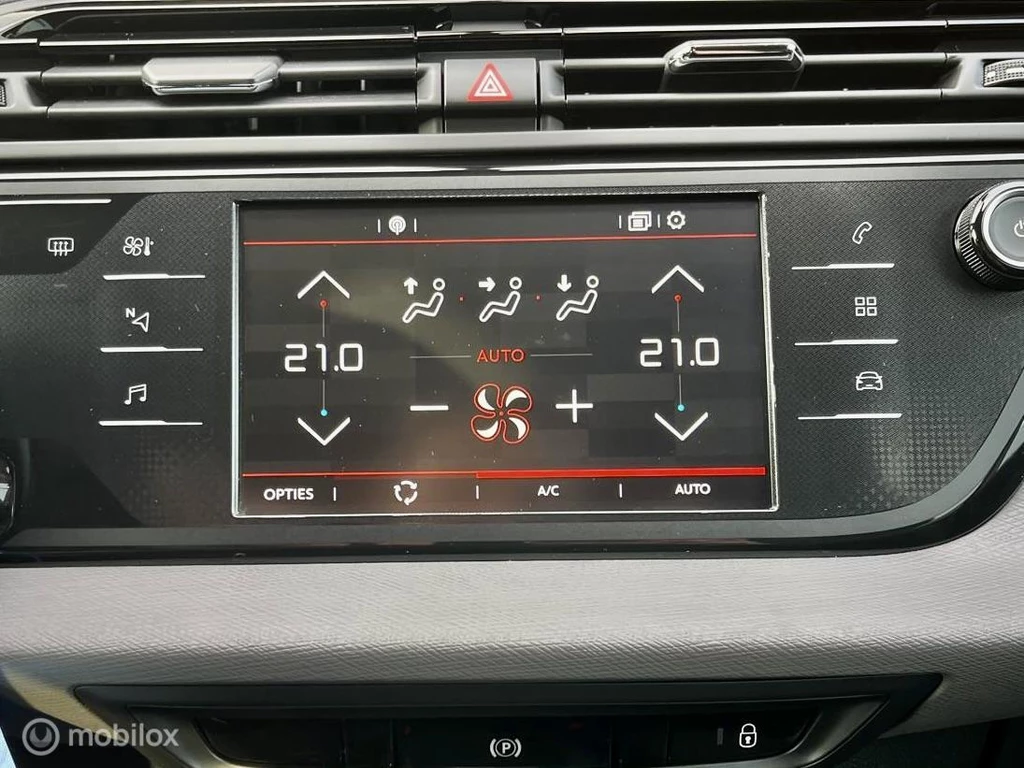 N
21.0
21.0
AUTO
OPTIES
A/C
AUTO
P
mobilox